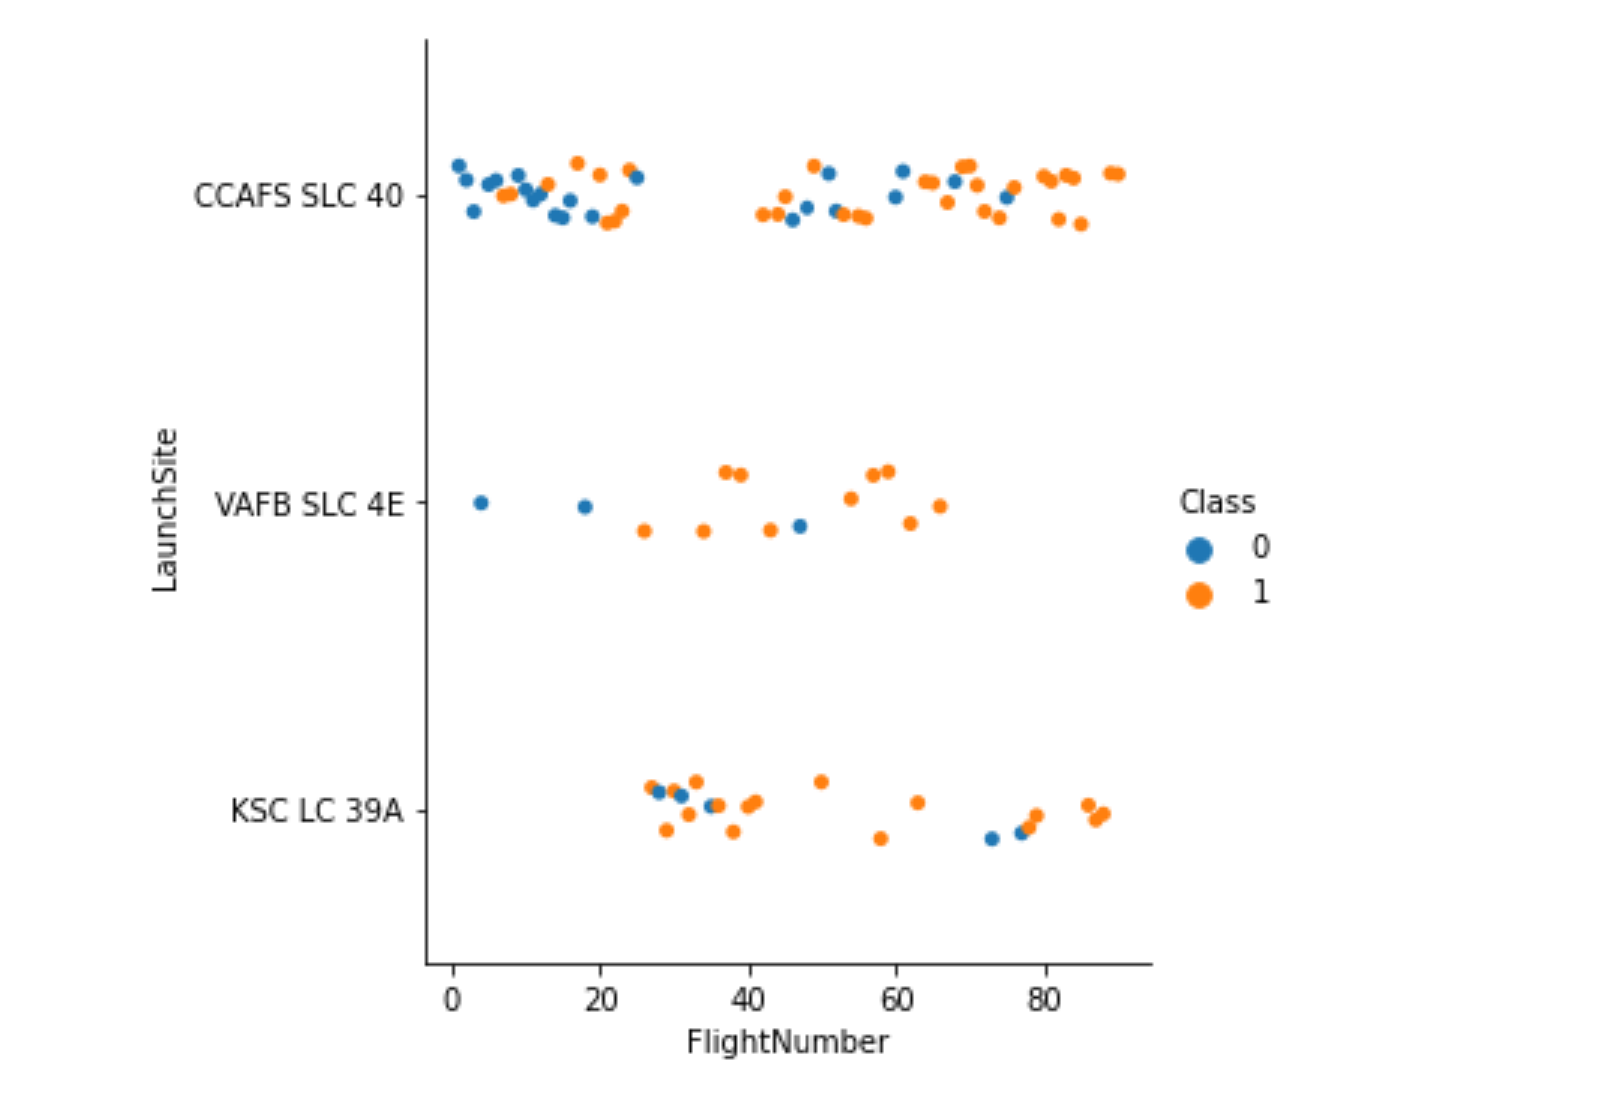 LaunchSite
CCAFS SLC 40
VAFB SLC 4E
KSC LC 39A
0 20 40 60 80
FlightNumber
Class
0
1